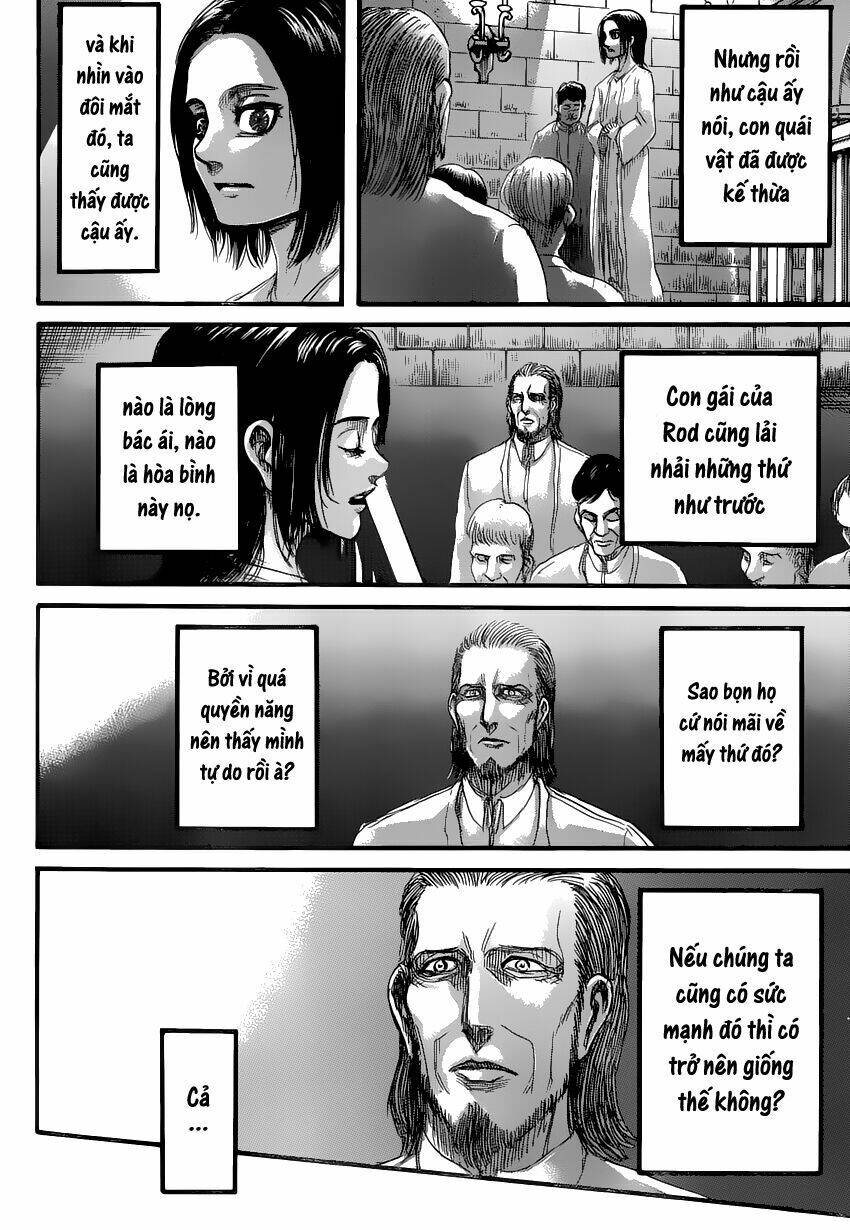 Nhưng rồi
như cậu ấy
nói, con quái
vật đã được
kế thừa
và khi
nhìn vào
đôi mắt
đó, ta
cũng
thấy được
cậu ấy.
Con gái của
Rod cũng lải
nhải những thứ
như trước
nào là lòng
bác ái, nào
là hòa bình
này nọ.
Sao bọn họ
cứ nói mãi về
mấy thứ đó?
Bởi vì quá
quyền năng
nên thấy mình
tự do rồi à?
Nếu chúng ta
cũng có sức
mạnh đó thì có
trở nên giống
thế không?
Cả
...